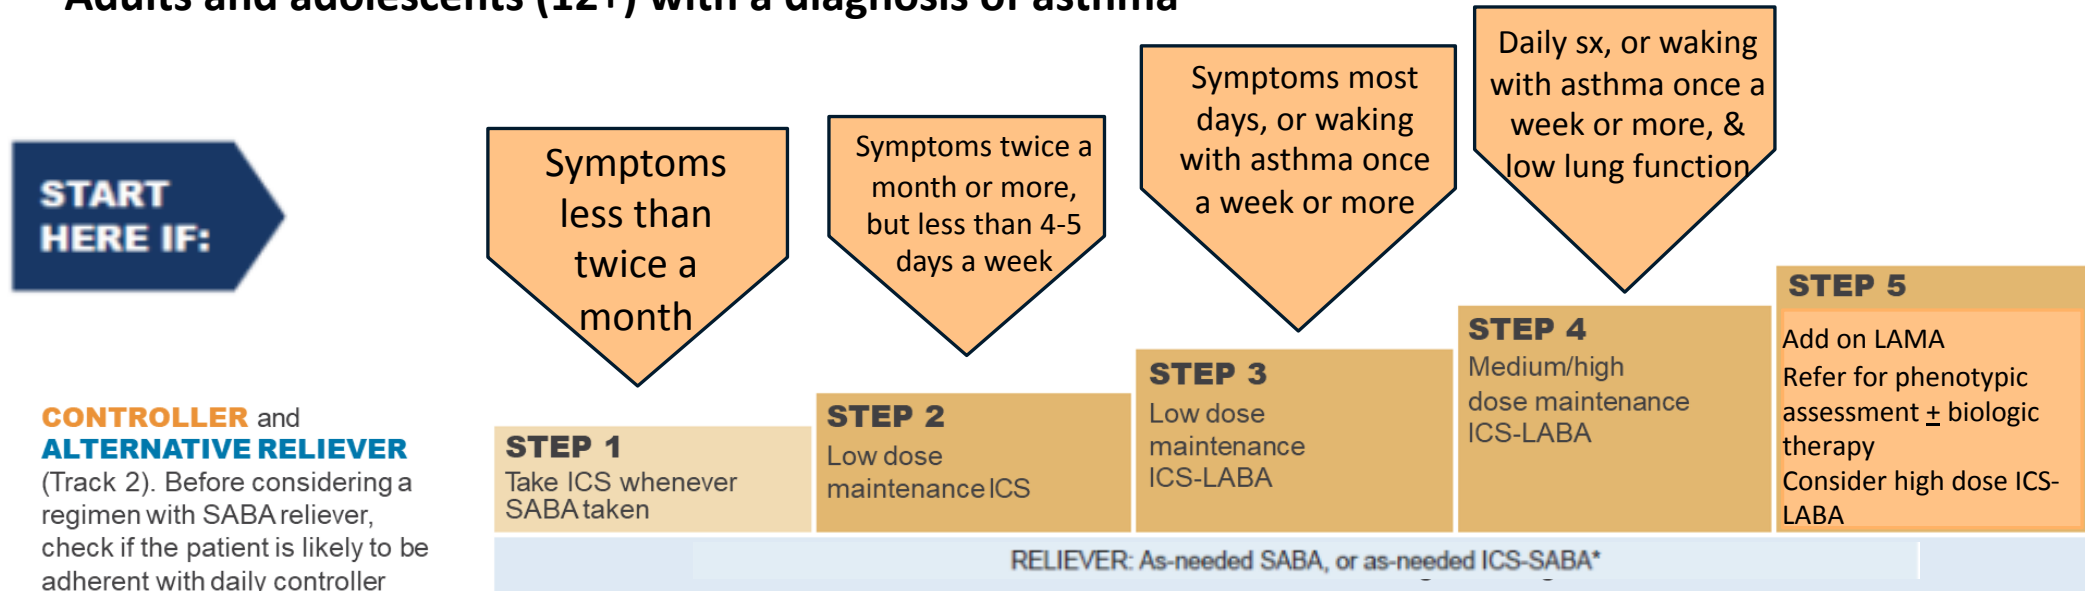 Adults and adolescents (12+) with a diagnosis of asthma
START
HERE IF:
Symptoms
less than
twice a
month
Symptoms twice a
month or more,
but less than 4-5
days a week
Symptoms most
days, or waking
with asthma once
a week or more
Daily sx, or waking
with asthma once a
week or more, &
low lung function
CONTROLLER and
ALTERNATIVE RELIEVER
(Track 2). Before considering a
regimen with SABA reliever,
check if the patient is likely to be
adherent with daily controller
STEP 1
Take ICS whenever
SABA taken
STEP 2
Low dose
maintenance ICS
STEP 3
Low dose
maintenance
ICS-LABA
STEP 4
Medium/high
dose maintenance
ICS-LABA
STEP 5
Add on LAMA
Refer for phenotypic
assessment ± biologic
therapy
Consider high dose ICS-
LABA
RELIEVER: As-needed SABA, or as-needed ICS-SABA*